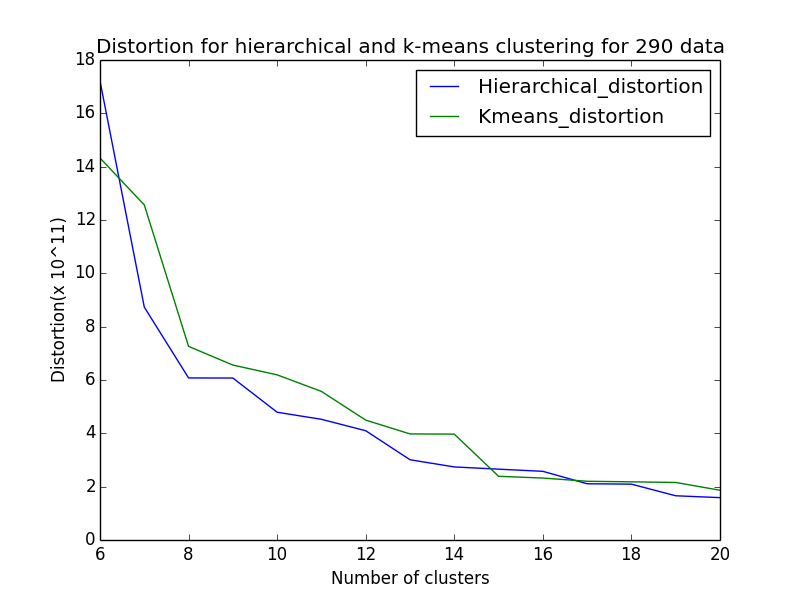 Distortion for hierarchical and k-means clustering for 290 data
18
16
14
12
10
8
6
4
2
0
Distortion(x 10^11)
Hierarchical_distortion
Kmeans_distortion
6 8 10 12 14 16 18 20
Number of clusters